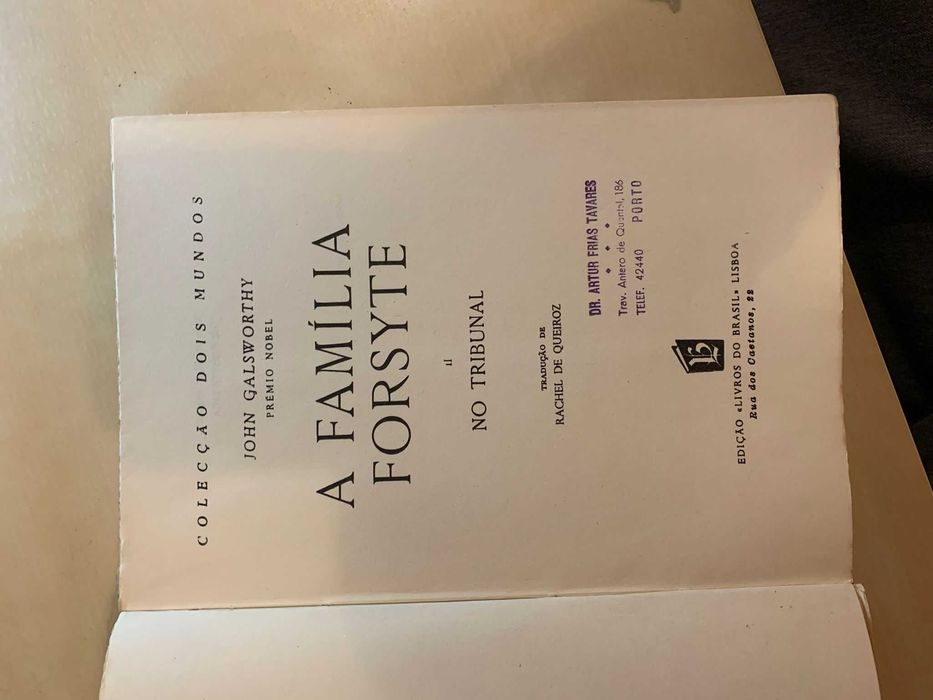 COLECÇÃO DOIS MUNDOS
JOHN GALSWORTHY
PRÉMIO NOBEL
A FAMÍLIA
FORSYTE
II
NO TRIBUNAL
TRADUÇÃO DE
RACHEL DE QUEIROZ
DR. ARTUR FRIAS TAVARES
Trav. Antero de Quental, 186
TELEF. 42440 PORTO
EDIÇÃO «LIVROS DO BRASIL» LISBOA
Rua dos Caetanos, 22